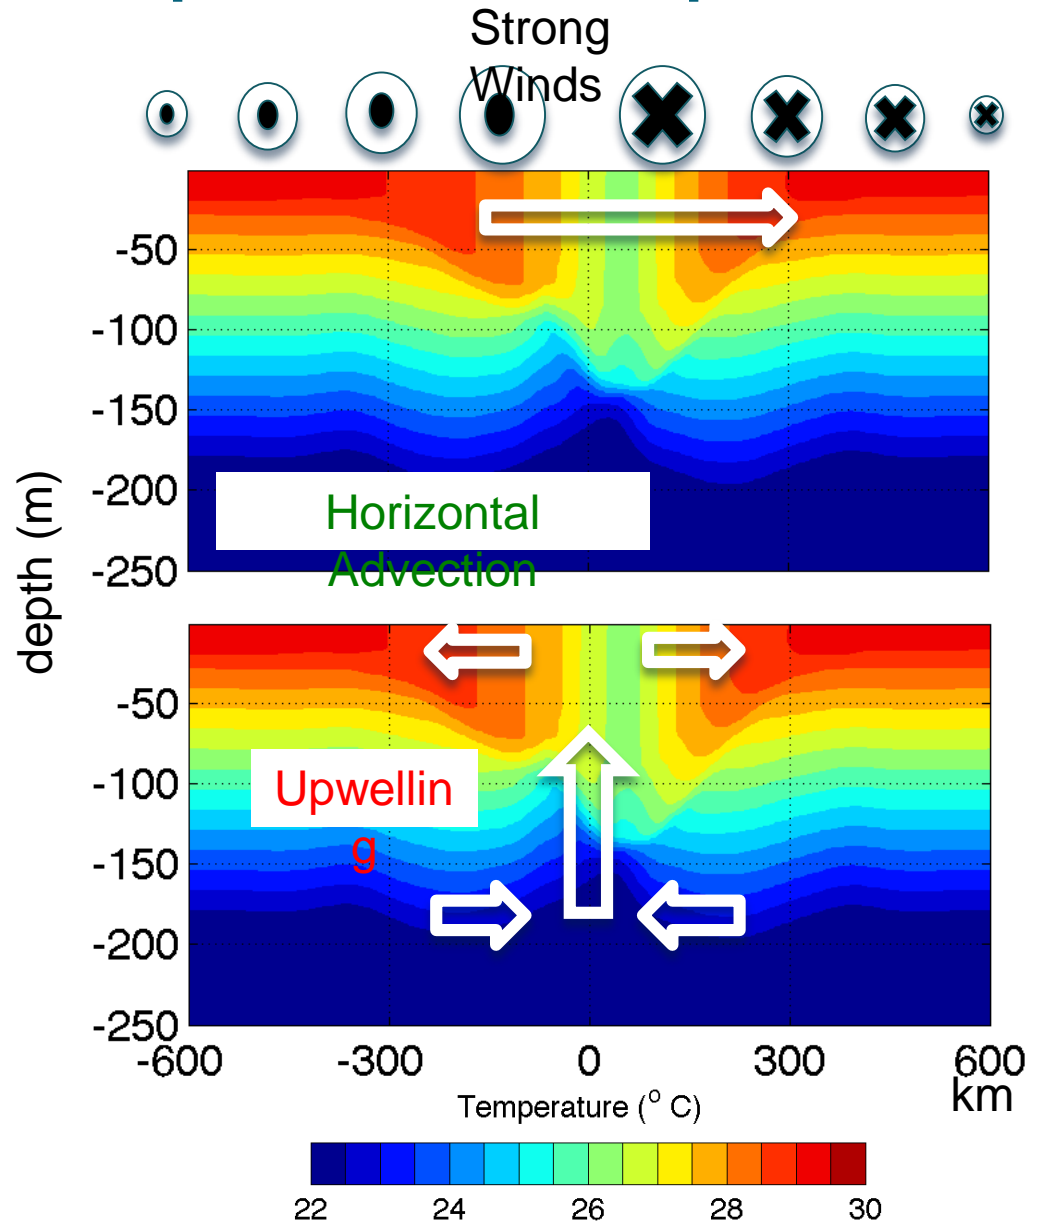 Strong
Winds
-50
-100
-150
-200
-250
Horizontal
Advection
depth (m)
-50
-100
-150
-200
-250
Upwellin
g
-600 -300 0 300 600
km
Temperature (° C)
22 24 26 28 30